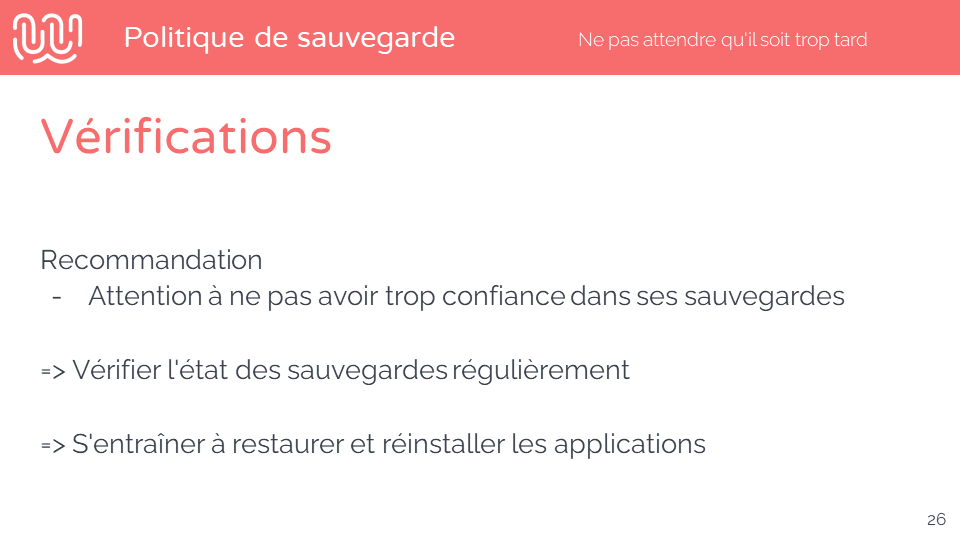 Politique de sauvegarde
Ne pas attendre qu'il soit trop tard
Vérifications
Recommandation
- Attention à ne pas avoir trop confiance dans ses sauvegardes
=> Vérifier l'état des sauvegardes régulièrement
=> S'entraîner à restaurer et réinstaller les applications
26